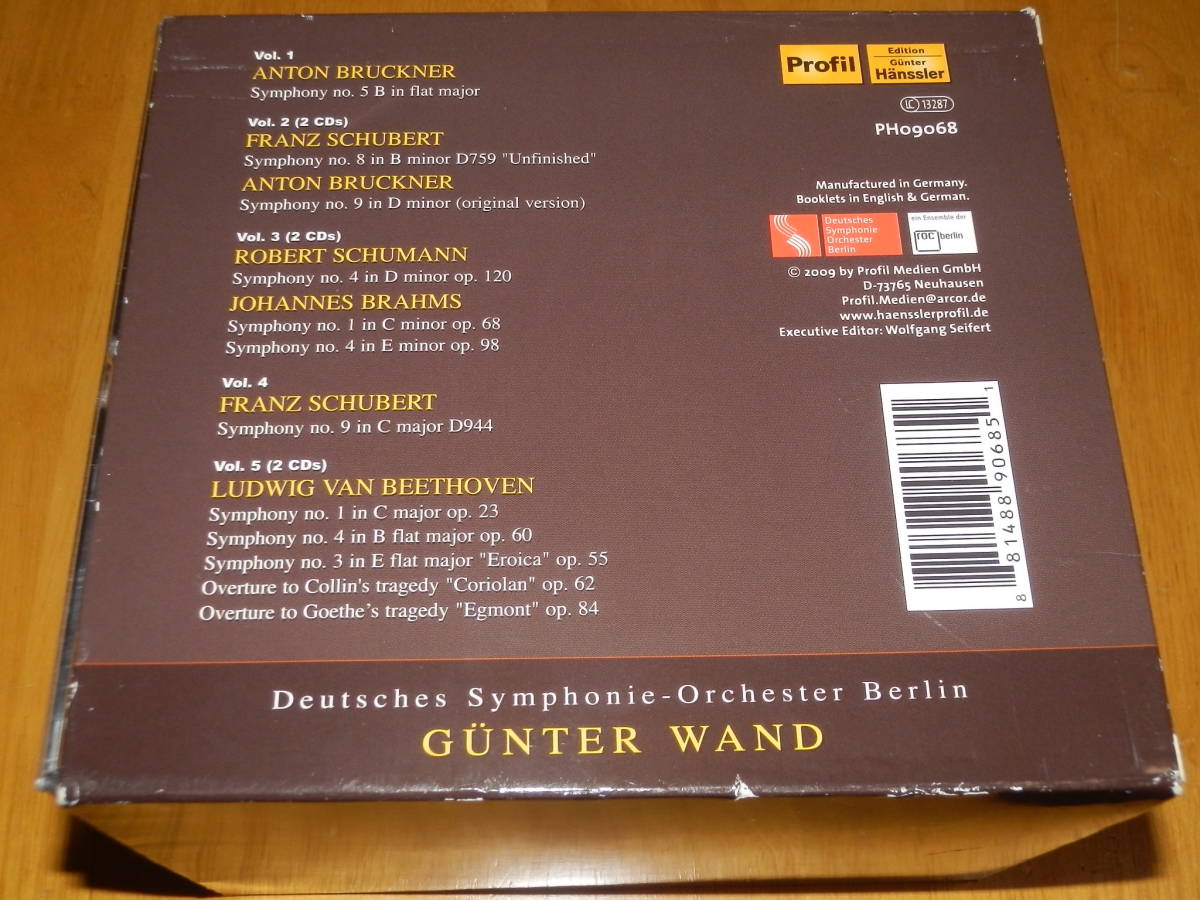 Vol. 1
ANTON BRUCKNER
Symphony no. 5 B in flat major
Vol. 2 (2 CDs)
FRANZ SCHUBERT
Symphony no. 8 in B minor D759 "Unfinished"
ANTON BRUCKNER
Symphony no. 9 in D minor (original version)
Vol. 3 (2 CDs)
ROBERT SCHUMANN
Symphony no. 4 in D minor op. 120
JOHANNES BRAHMS
Symphony no. 1 in C minor op. 68
Symphony no. 4 in E minor op. 98
Vol. 4
FRANZ SCHUBERT
Symphony no. 9 in C major D944
Vol. 5 (2 CDs)
LUDWIG VAN BEETHOVEN
Symphony no. 1 in C major op. 23
Symphony no. 4 in B flat major op. 60
Symphony no. 3 in E flat major "Eroica" op. 55
Overture to Collin's tragedy "Coriolan" op. 62
Overture to Goethe's tragedy "Egmont" op. 84
Profil
Edition
Günter
Hänssler
LC 13287
PH09068
Manufactured in Germany.
Booklets in English & German.
Deutsches
Symphonie
Orchester
Berlin
ein Ensemble der
roc berlin
© 2009 by Profil Medien GmbH
D-73765 Neuhausen
Profil.Medien@arcor.de
www.haensslerprofil.de
Executive Editor: Wolfgang Seifert
8 81488 90685 1
Deutsches Symphonie-Orchester Berlin
GÜNTER WAND